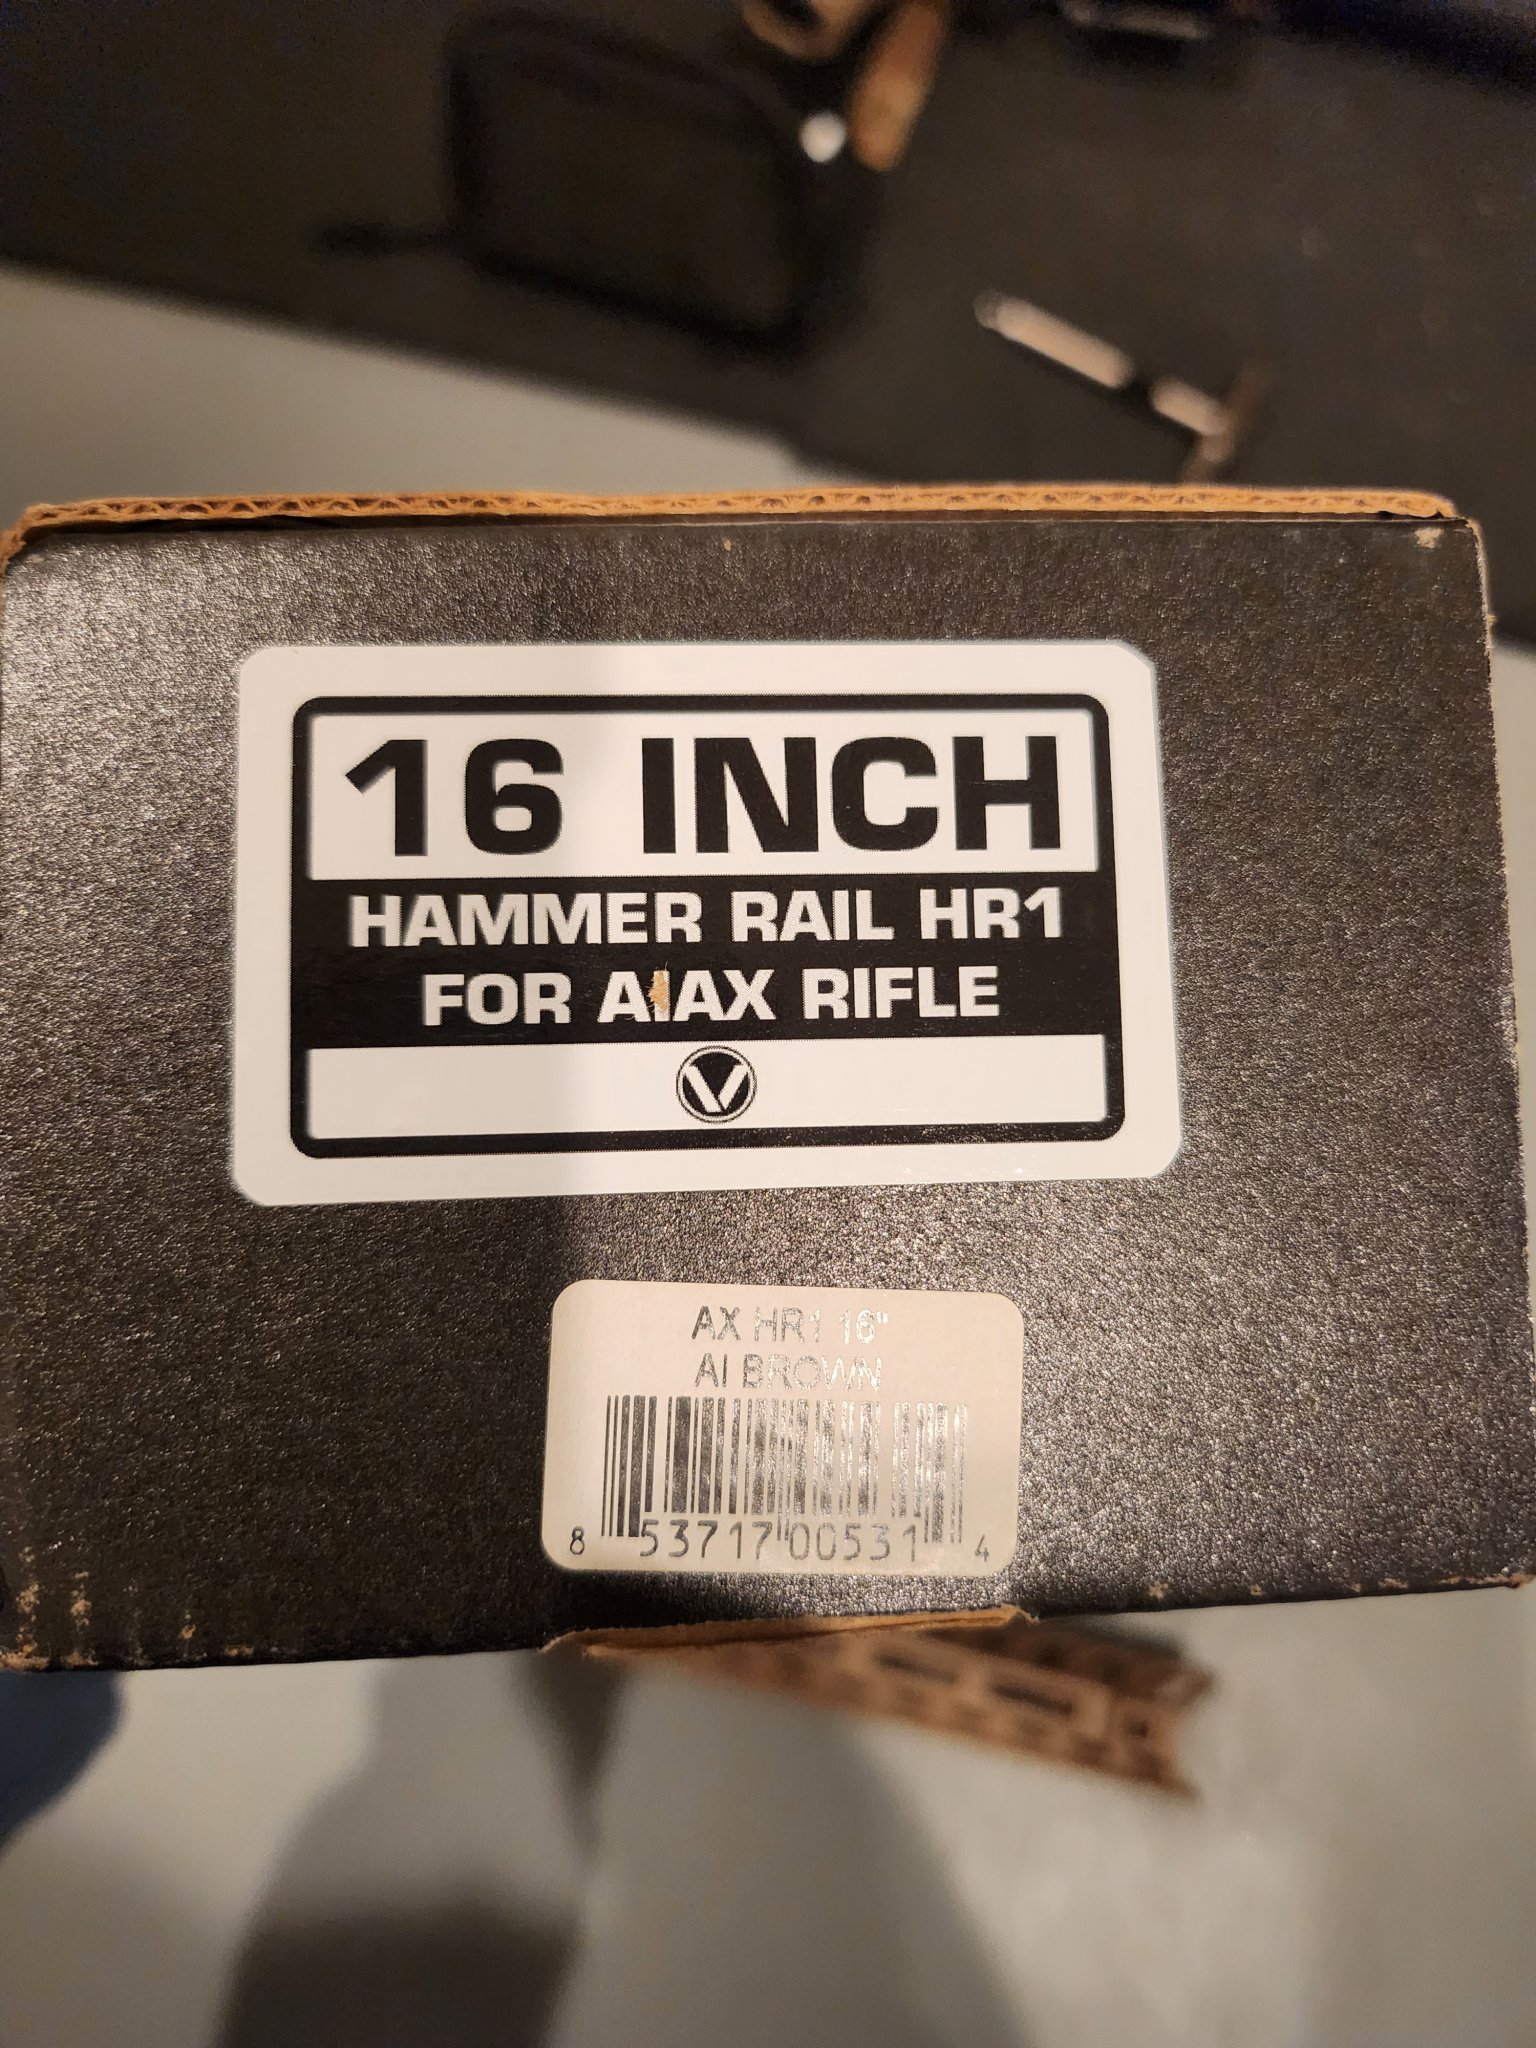 16 INCH
HAMMER RAIL HR1
FOR AIAX RIFLE
V
AX HR1 16"
AI BROWN
8 53717 00531 4